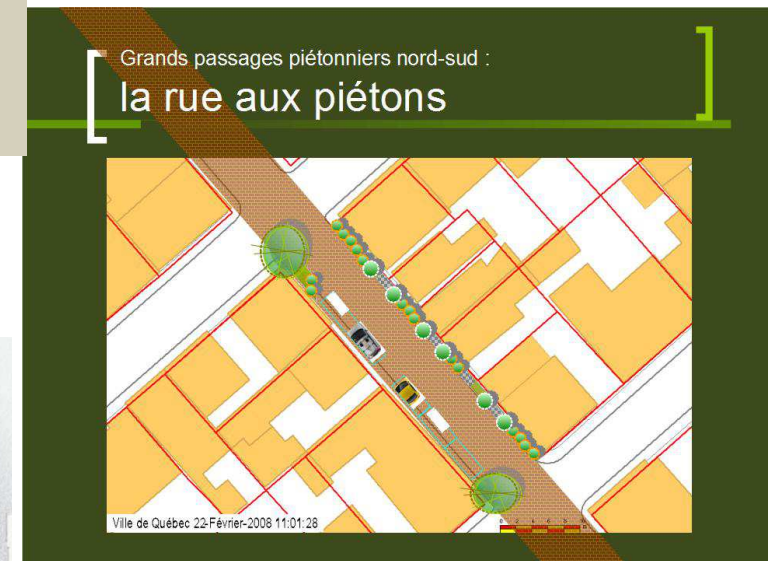 Grands passages piétonniers nord-sud :
la rue aux piétons
Ville de Québec 22-Février-2008 11:01:28